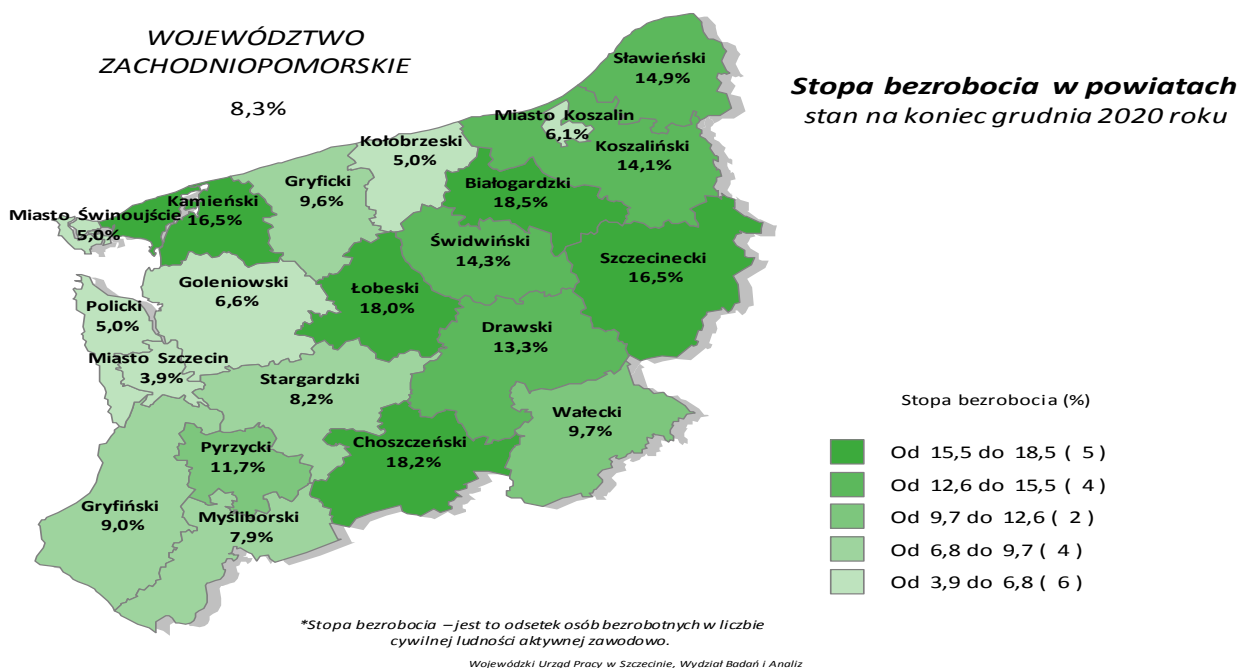 WOJEWÓDZTWO
ZACHODNIOPOMORSKIE
8,3%
Stopa bezrobocia w powiatach
stan na koniec grudnia 2020 roku
Sławieński
14,9%
Miasto Koszalin
6,1%
Koszaliński
14,1%
Kołobrzeski
5,0%
Gryficki
9,6%
Białogardzki
18,5%
Kamieński
16,5%
Miasto Świnoujście
5,0%
Świdwiński
14,3%
Szczecinecki
16,5%
Goleniowski
6,6%
Łobeski
18,0%
Policki
5,0%
Drawski
13,3%
Miasto Szczecin
3,9%
Stargardzki
8,2%
Wałecki
9,7%
Pyrzycki
11,7%
Choszczeński
18,2%
Gryfiński
9,0%
Myśliborski
7,9%
Stopa bezrobocia (%)
Od 15,5 do 18,5 ( 5 )
Od 12,6 do 15,5 ( 4 )
Od 9,7 do 12,6 ( 2 )
Od 6,8 do 9,7 ( 4 )
Od 3,9 do 6,8 ( 6 )
*Stopa bezrobocia – jest to odsetek osób bezrobotnych w liczbie
cywilnej ludności aktywnej zawodowo.
Wojewódzki Urząd Pracy w Szczecinie, Wydział Badań i Analiz